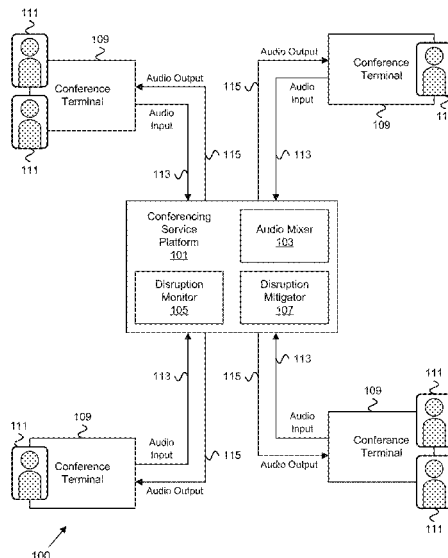 111
109
Conference
Terminal
Audio Output
Audio
Input
111
115
113
Audio Output
115
Audio
Input
113
Conference
Terminal
109
11
Conferencing
Service
Platform
101
Audio Mixer
103
Disruption
Monitor
105
Disruption
Mitigator
107
111
109
Conference
Terminal
113
Audio
Input
115
Audio Output
115
113
Audio
Input
Audio Output
109
Conference
Terminal
111
111
100